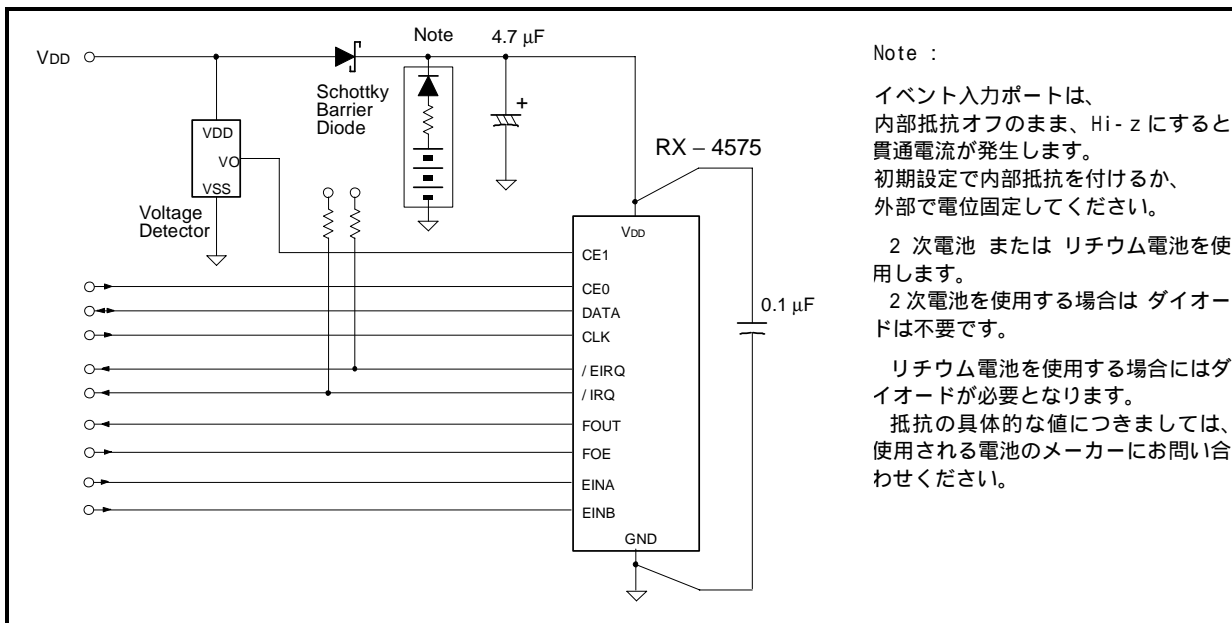 Note
4.7 μF
VDD
Schottky
Barrier
Diode
+
VDD
VO
VSS
Voltage
Detector
RX – 4575
VDD
CE1
CE0
DATA
CLK
/ EIRQ
/ IRQ
FOUT
FOE
EINA
EINB
GND
0.1 μF
Note :
イベント入力ポートは、
内部抵抗オフのまま、Hi-zにすると
貫通電流が発生します。
初期設定で内部抵抗を付けるか、
外部で電位固定してください。
2 次電池 または リチウム電池を使
用します。
2 次電池を使用する場合は ダイオー
ドは不要です。
リチウム電池を使用する場合にはダ
イオードが必要となります。
抵抗の具体的な値につきましては、
使用される電池のメーカーにお問い合
わせください。